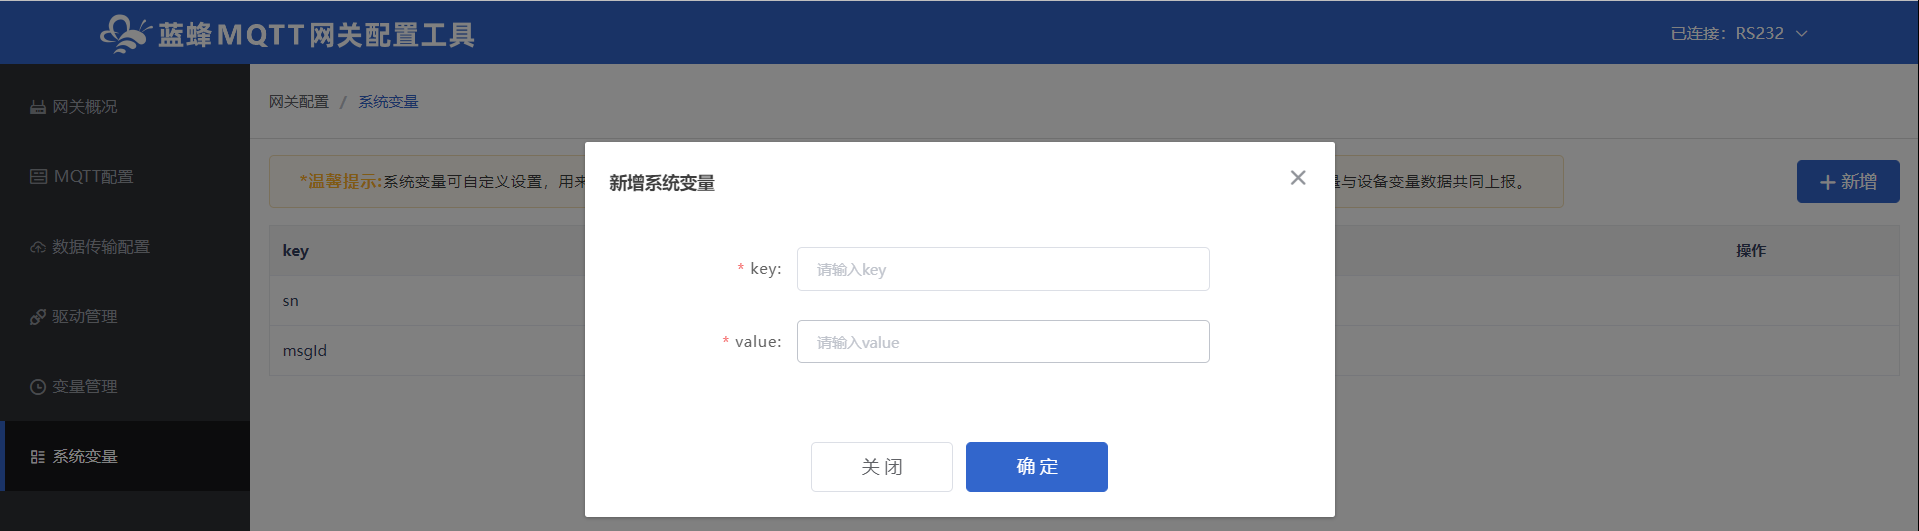 蓝蜂MQTT网关配置工具
已连接：RS232
网关概况
MQTT配置
数据传输配置
驱动管理
变量管理
系统变量
网关配置 / 系统变量
*温馨提示:系统变量可自定义设置，用来
量与设备变量数据共同上报。
+ 新增
key
操作
sn
msgId
新增系统变量
* key:
请输入key
* value:
请输入value
关闭
确定